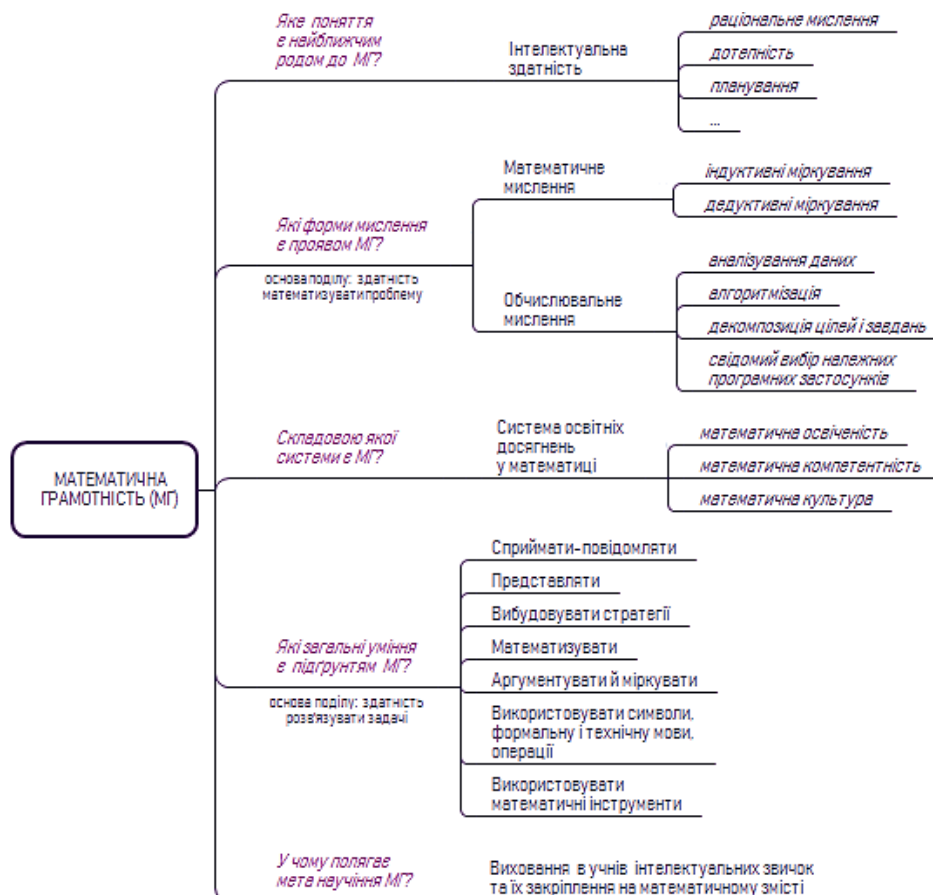 Яке поняття
є найближчим
родом до МГ?
Інтелектуальна
здатність
раціональне мислення
дотепність
планування
...
Які форми мислення
є проявом МГ?
основа поділу: здатність
математизувати проблему
Математичне
мислення
індуктивні міркування
дедуктивні міркування
Обчислювальне
мислення
аналізування даних
алгоритмізація
декомпозиція цілей і завдань
свідомий вибір належних
програмних застосунків
МАТЕМАТИЧНА
ГРАМОТНІСТЬ (МГ)
Складовою якої
системи є МГ?
Система освітніх
досягнень
у математиці
математична освіченість
математична компетентність
математична культура
Які загальні уміння
є підґрунтям МГ?
основа поділу: здатність
розв'язувати задачі
Сприймати-повідомляти
Представляти
Вибудовувати стратегії
Математизувати
Аргументувати й міркувати
Використовувати символи,
формальну і технічну мови,
операції
Використовувати
математичні інструменти
У чому полягає
мета научіння МГ?
Виховання в учнів інтелектуальних звичок
та їх закріплення на математичному змісті